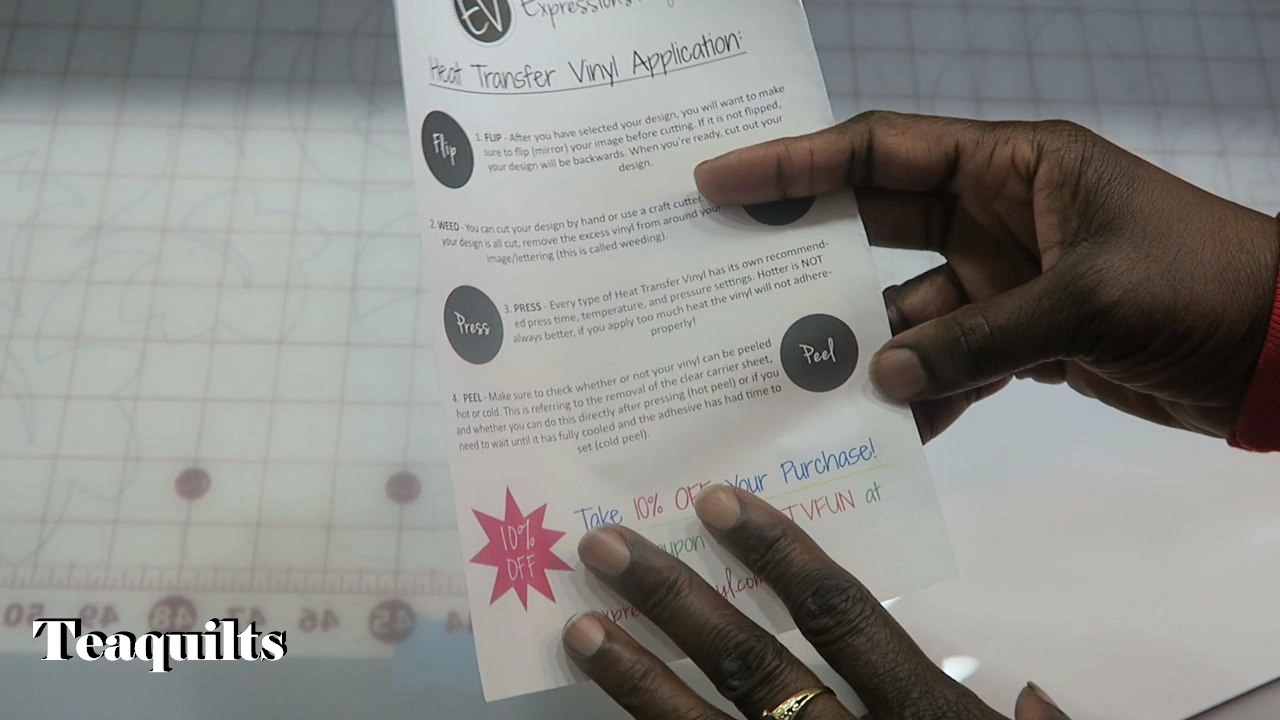 EV Expressions
Heat Transfer Vinyl Application:
Flip
1. FLIP - After you have selected your design, you will want to make
sure to flip (mirror) your image before cutting. If it is not flipped,
your design will be backwards. When you're ready, cut out your
design.
2. WEED - You can cut your design by hand or use a craft cutter.
your design is all cut, remove the excess vinyl from around your
image/lettering (this is called weeding).
Press
3. PRESS - Every type of Heat Transfer Vinyl has its own recommend-
ed press time, temperature, and pressure settings. Hotter is NOT
always better, if you apply too much heat the vinyl will not adhere-
properly!
Peel
4. PEEL - Make sure to check whether or not your vinyl can be peeled
hot or cold. This is referring to the removal of the clear carrier sheet,
and whether you can do this directly after pressing (hot peel) or if you
need to wait until it has fully cooled and the adhesive has had time to
set (cold peel).
10%
OFF
Take 10% OFF Your Purchase!
TVFUN at
50 49 48 47 46 45
Teaquilts